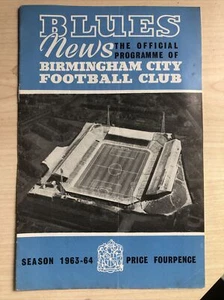 BLUES
News THE OFFICIAL
PROGRAMME OF
BIRMINGHAM CITY
FOOTBALL CLUB
SEASON 1963-64 PRICE FOURPENCE